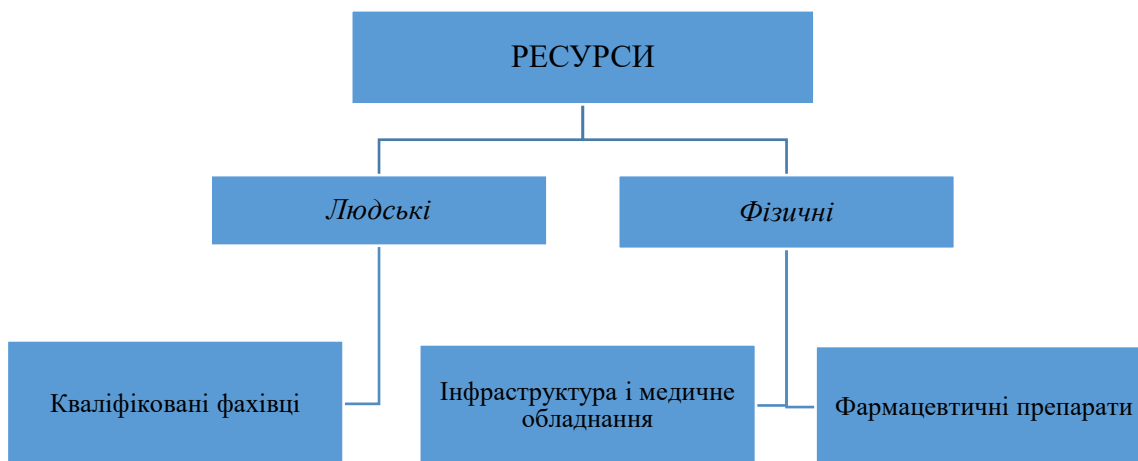 РЕСУРСИ
Людські
Фізичні
Кваліфіковані фахівці
Інфраструктура і медичне
обладнання
Фармацевтичні препарати